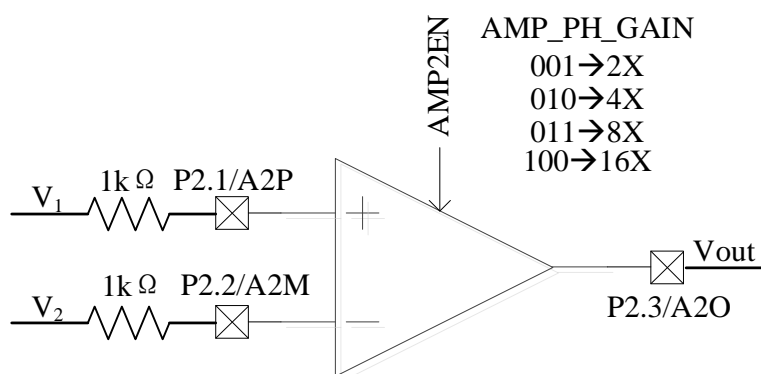 AMP_PH_GAIN
001→2X
010→4X
011→8X
100→16X
AMP2EN
1kΩ
P2.1/A2P
V₁
+
Vout
1kΩ
P2.2/A2M
V₂
P2.3/A2O